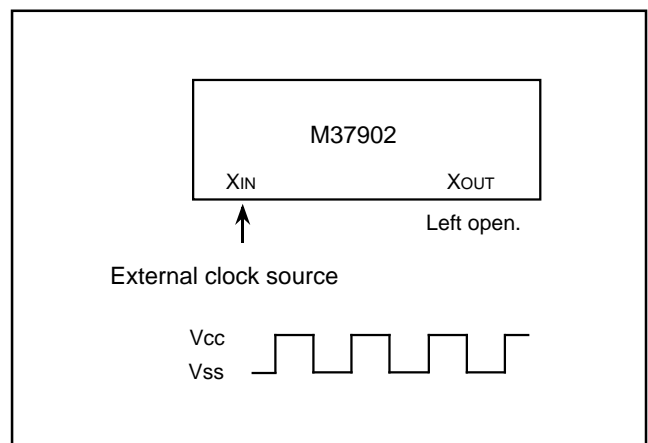 M37902
XIN XOUT
Left open.
External clock source
Vcc
Vss